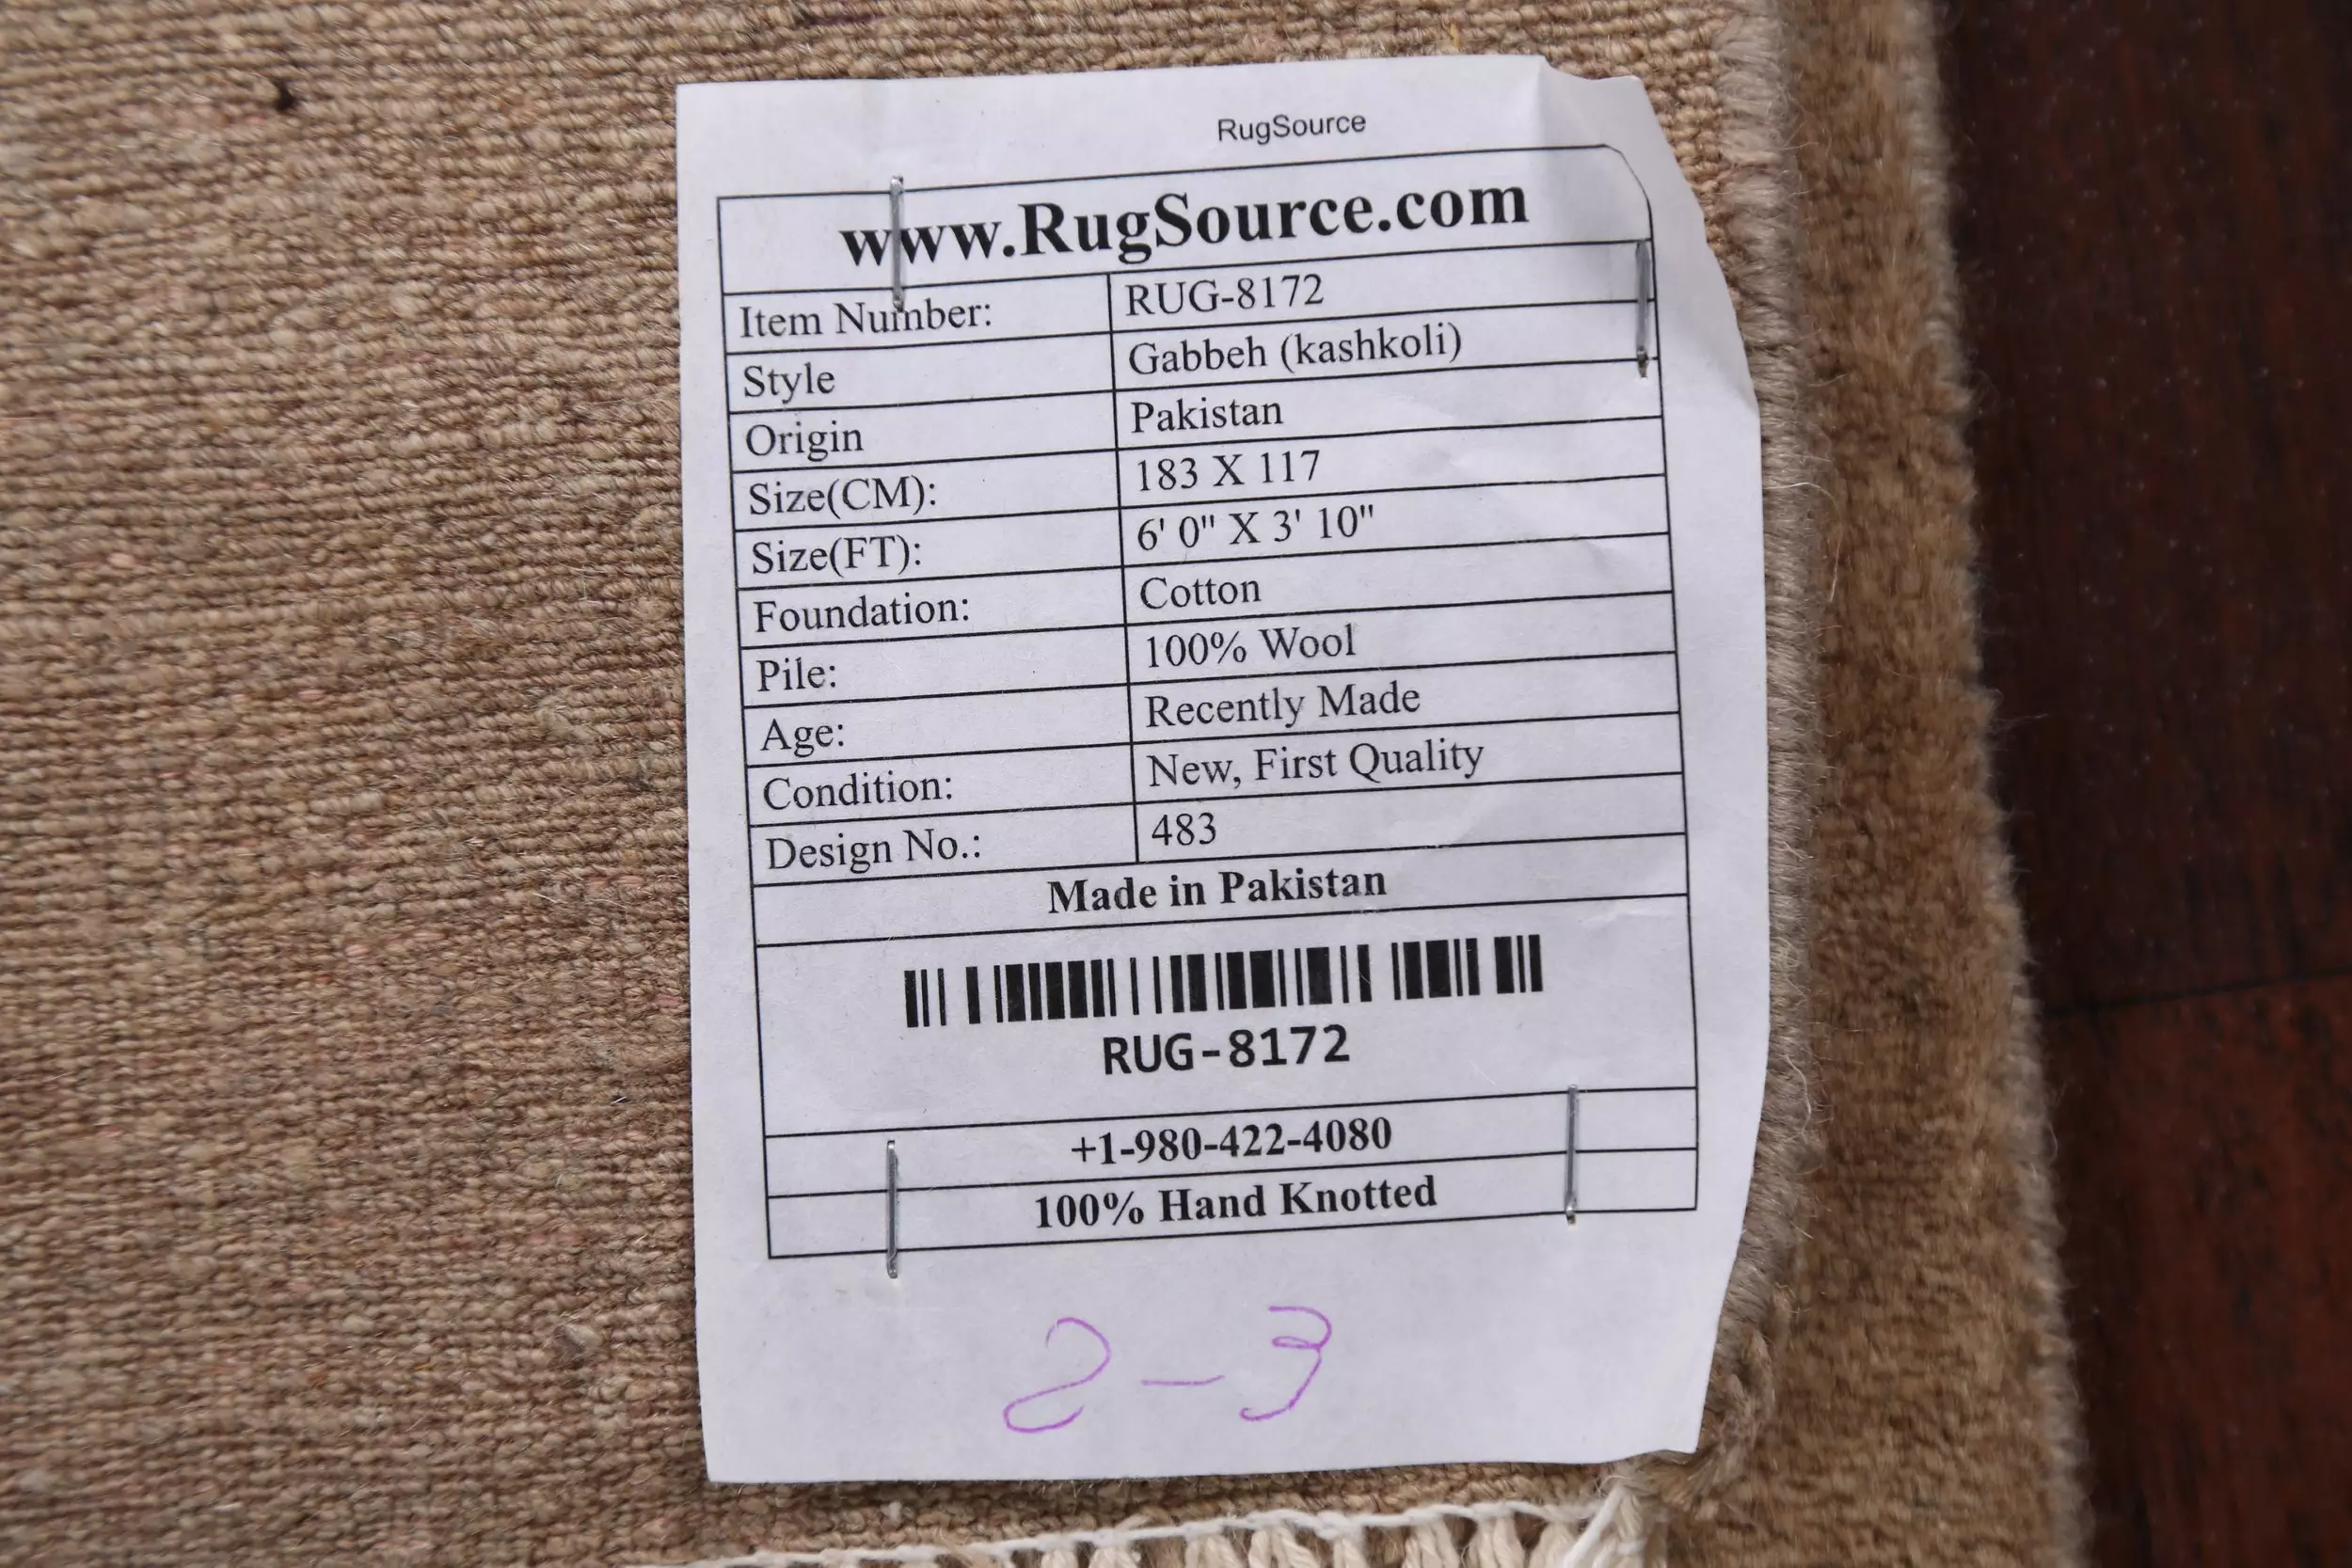 RugSource
www.RugSource.com
Item Number: RUG-8172
Style Gabbeh (kashkoli)
Origin Pakistan
Size(CM): 183 X 117
Size(FT): 6' 0" X 3' 10"
Foundation: Cotton
Pile: 100% Wool
Age: Recently Made
Condition: New, First Quality
Design No.: 483
Made in Pakistan
RUG-8172
+1-980-422-4080
100% Hand Knotted
2-3